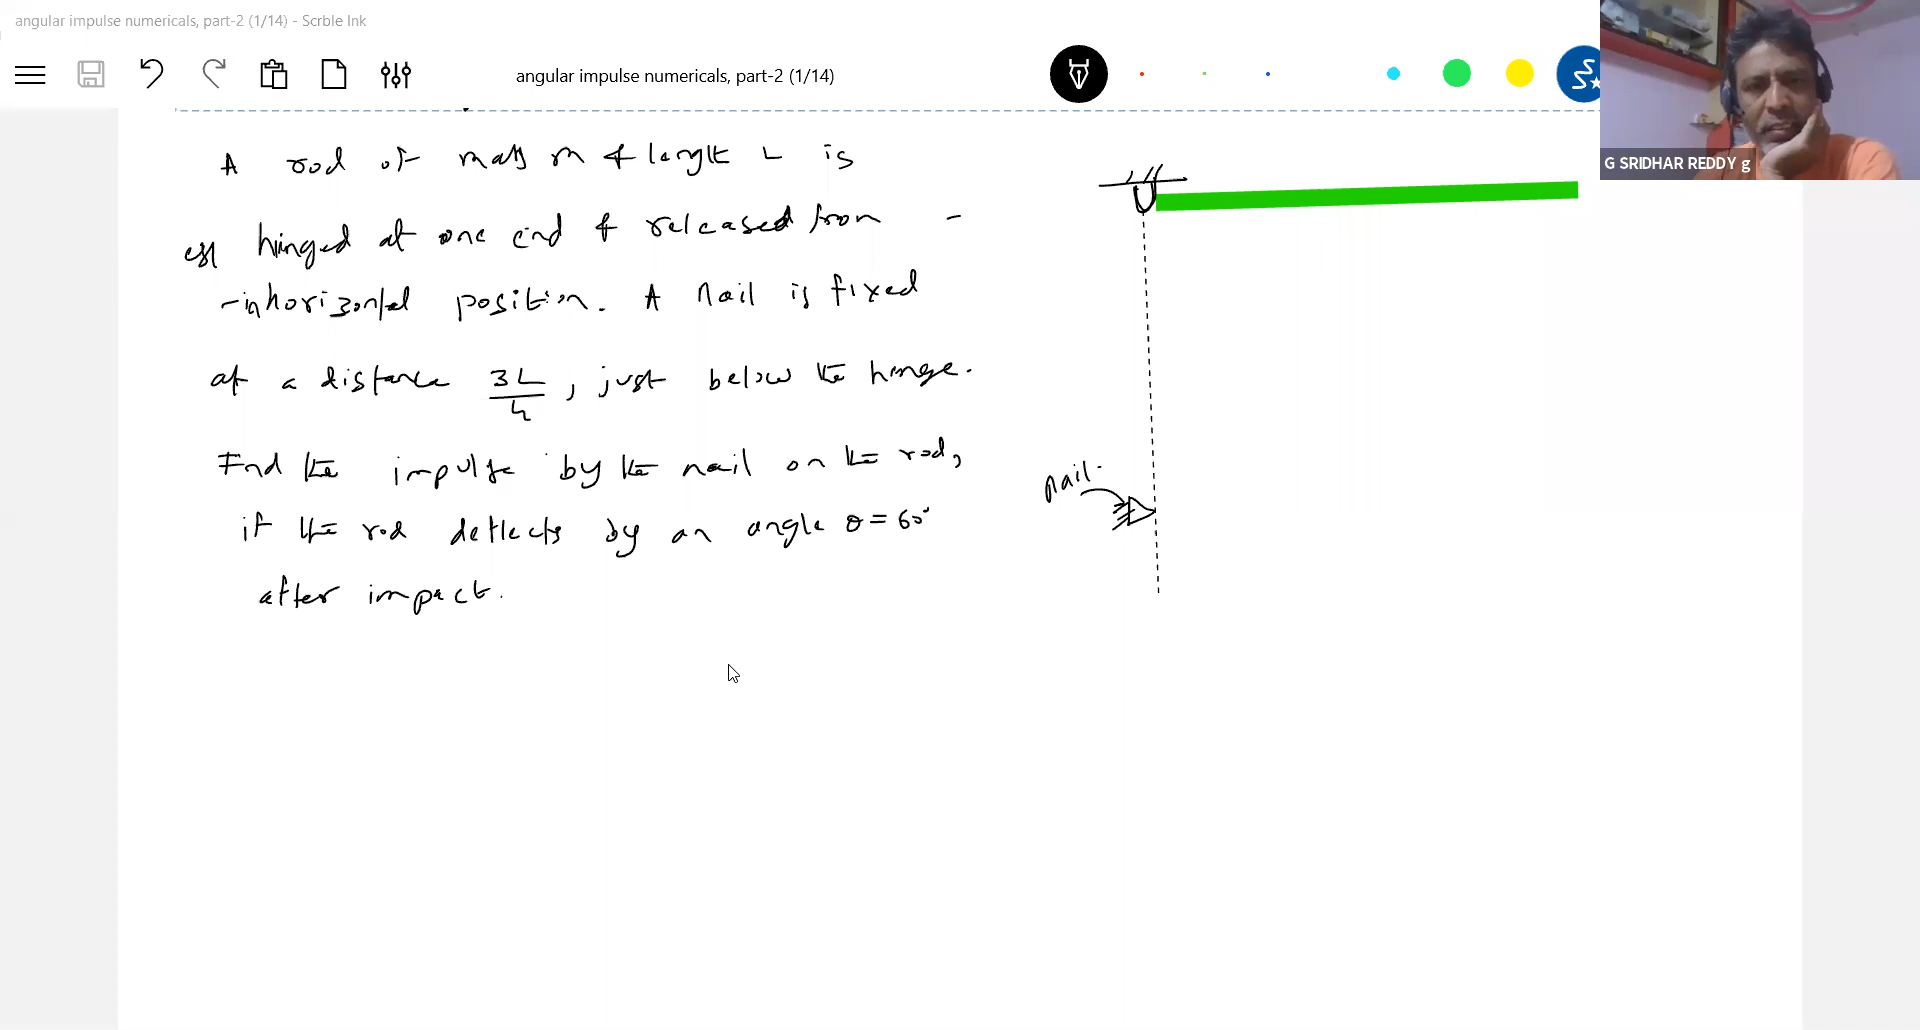 angular impulse numericals, part-2 (1/14) - Scrble Ink
angular impulse numericals, part-2 (1/14)
G SRIDHAR REDDY g
A rod of mass m & length L is
hinged at one end & released from -
-inhorizontal position. A nail is fixed
at a distance 3L/4, just below the hinge.
Find the impulse by the nail on the rod,
if the rod deflects by an angle θ = 60°
after impact.
nail.